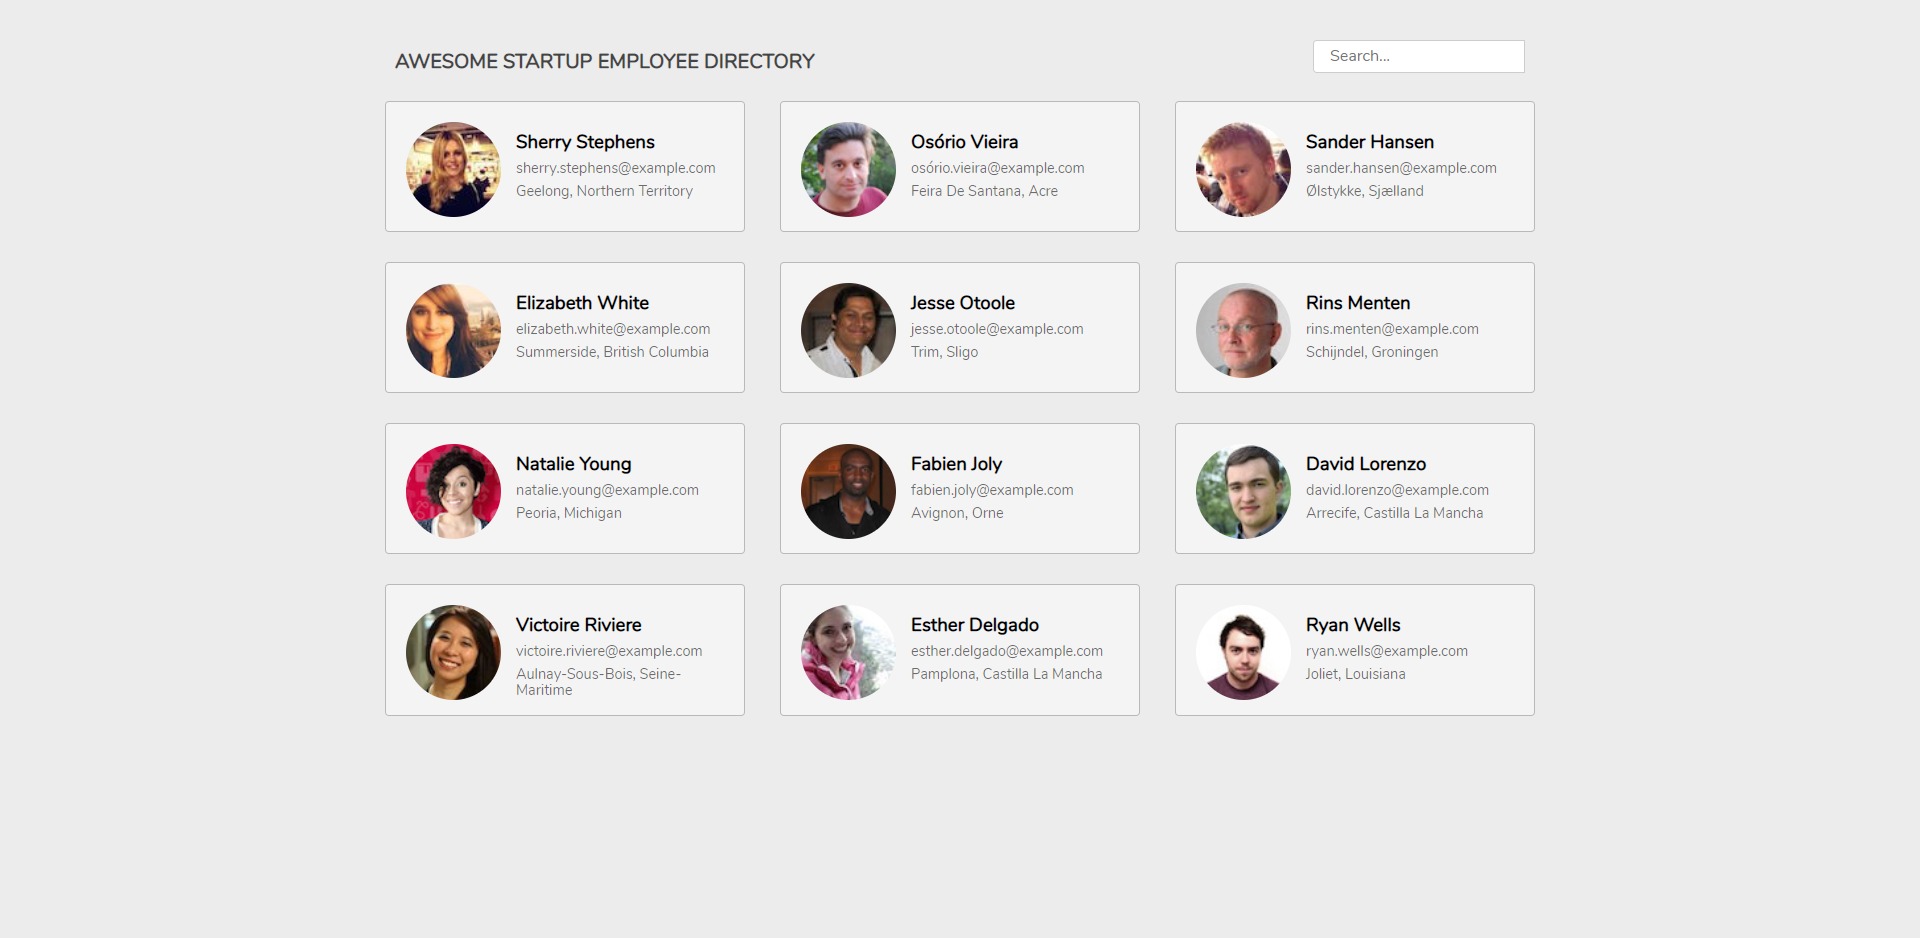 AWESOME STARTUP EMPLOYEE DIRECTORY
Search...
Sherry Stephens
sherry.stephens@example.com
Geelong, Northern Territory
Osório Vieira
osório.vieira@example.com
Feira De Santana, Acre
Sander Hansen
sander.hansen@example.com
Ølstykke, Sjælland
Elizabeth White
elizabeth.white@example.com
Summerside, British Columbia
Jesse Otoole
jesse.otoole@example.com
Trim, Sligo
Rins Menten
rins.menten@example.com
Schijndel, Groningen
Natalie Young
natalie.young@example.com
Peoria, Michigan
Fabien Joly
fabien.joly@example.com
Avignon, Orne
David Lorenzo
david.lorenzo@example.com
Arrecife, Castilla La Mancha
Victoire Riviere
victoire.riviere@example.com
Aulnay-Sous-Bois, Seine-
Maritime
Esther Delgado
esther.delgado@example.com
Pamplona, Castilla La Mancha
Ryan Wells
ryan.wells@example.com
Joliet, Louisiana